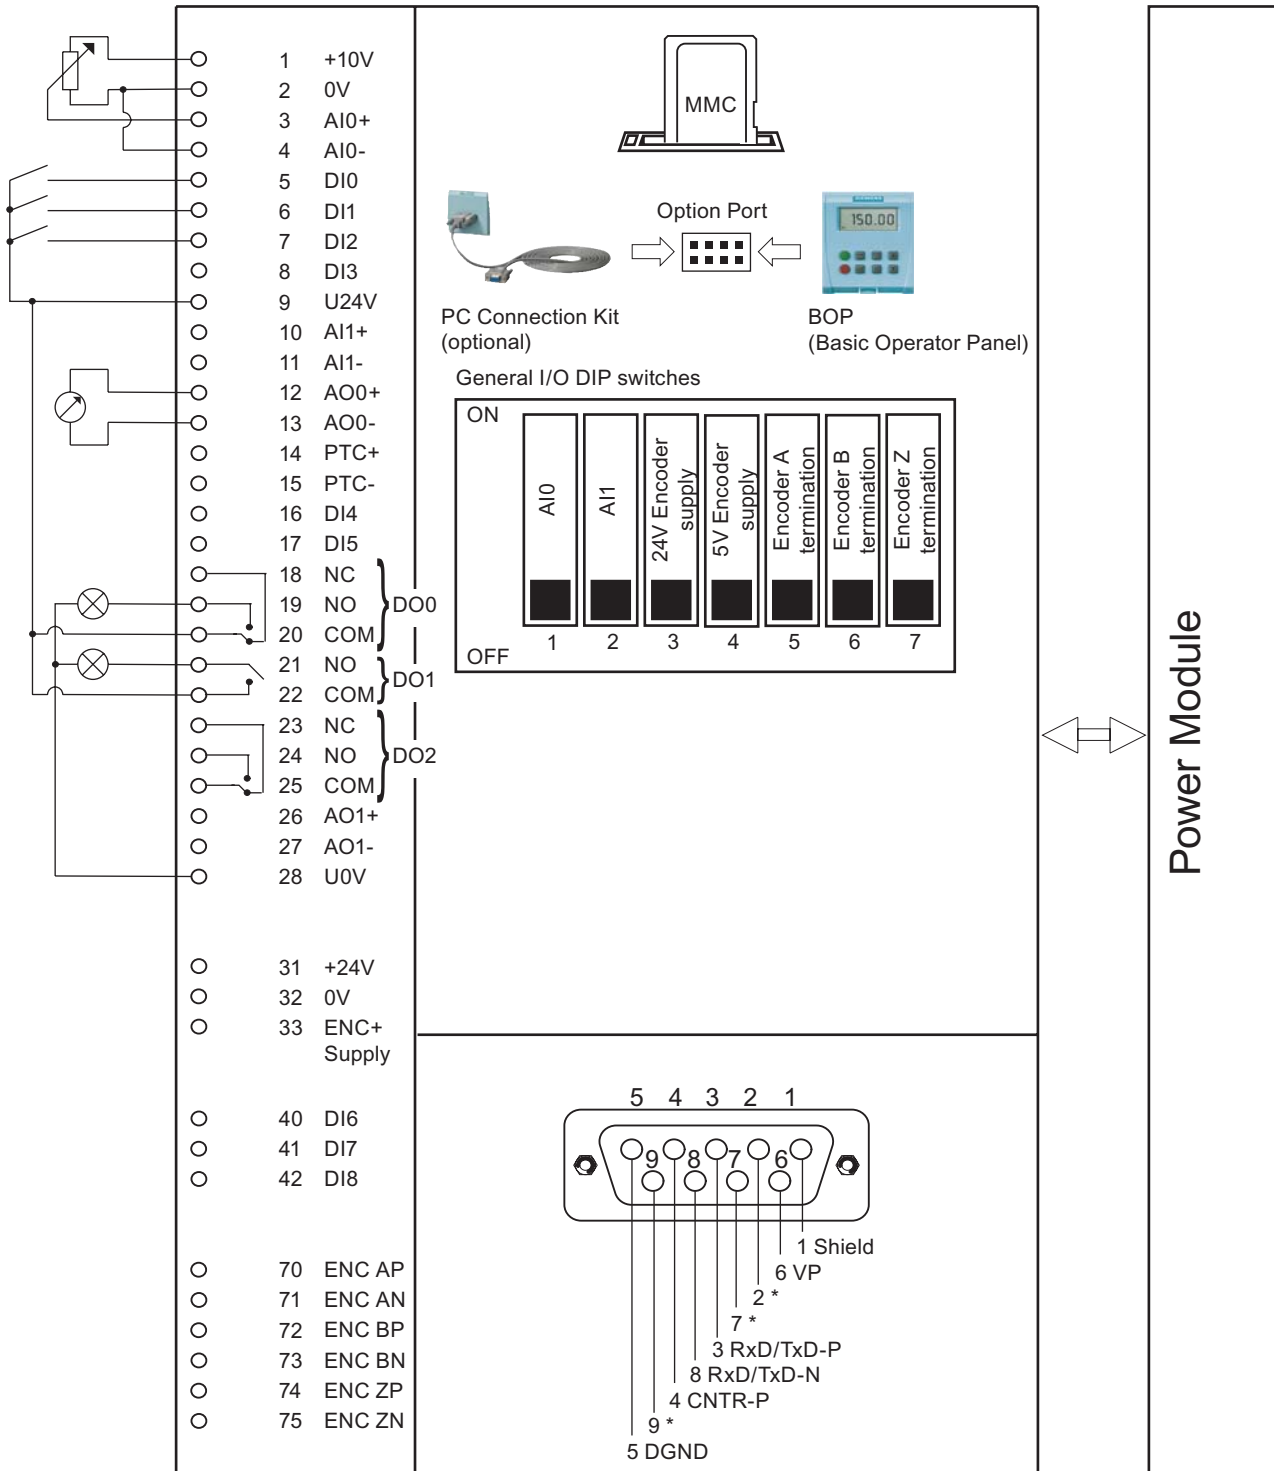 1 +10V
2 0V
3 AI0+
4 AI0-
5 DI0
6 DI1
7 DI2
8 DI3
9 U24V
10 AI1+
11 AI1-
12 AO0+
13 AO0-
14 PTC+
15 PTC-
16 DI4
17 DI5
18 NC
19 NO
20 COM
DO0
21 NO
22 COM
DO1
23 NC
24 NO
25 COM
DO2
26 AO1+
27 AO1-
28 U0V
31 +24V
32 0V
33 ENC+
Supply
40 DI6
41 DI7
42 DI8
70 ENC AP
71 ENC AN
72 ENC BP
73 ENC BN
74 ENC ZP
75 ENC ZN
MMC
Option Port
SIEMENS
150.00
PC Connection Kit
(optional)
BOP
(Basic Operator Panel)
General I/O DIP switches
ON
AI0
AI1
24V Encoder
supply
5V Encoder
supply
Encoder A
termination
Encoder B
termination
Encoder Z
termination
1 2 3 4 5 6 7
OFF
5 4 3 2 1
9 8 7 6
1 Shield
6 VP
2 *
7 *
3 RxD/TxD-P
8 RxD/TxD-N
4 CNTR-P
9 *
5 DGND
Power Module